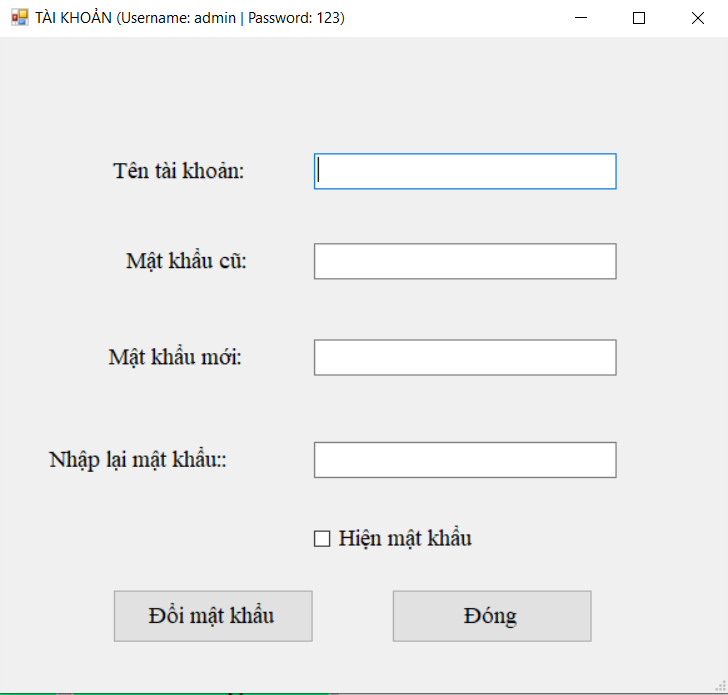 TÀI KHOẢN (Username: admin | Password: 123)
Tên tài khoản:
Mật khẩu cũ:
Mật khẩu mới:
Nhập lại mật khẩu::
Hiện mật khẩu
Đổi mật khẩu
Đóng